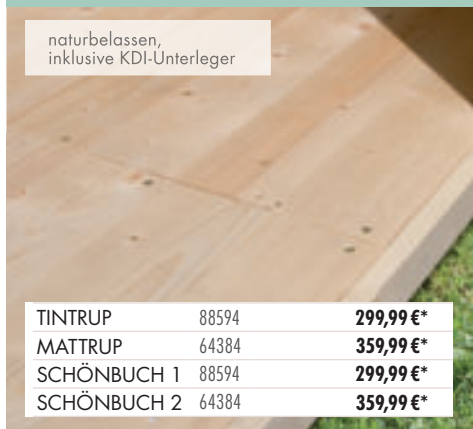 naturbelassen,
inklusive KDI-Unterleger
TINTRUP 88594 299,99 €*
MATTRUP 64384 359,99 €*
SCHÖNBUCH 1 88594 299,99 €*
SCHÖNBUCH 2 64384 359,99 €*